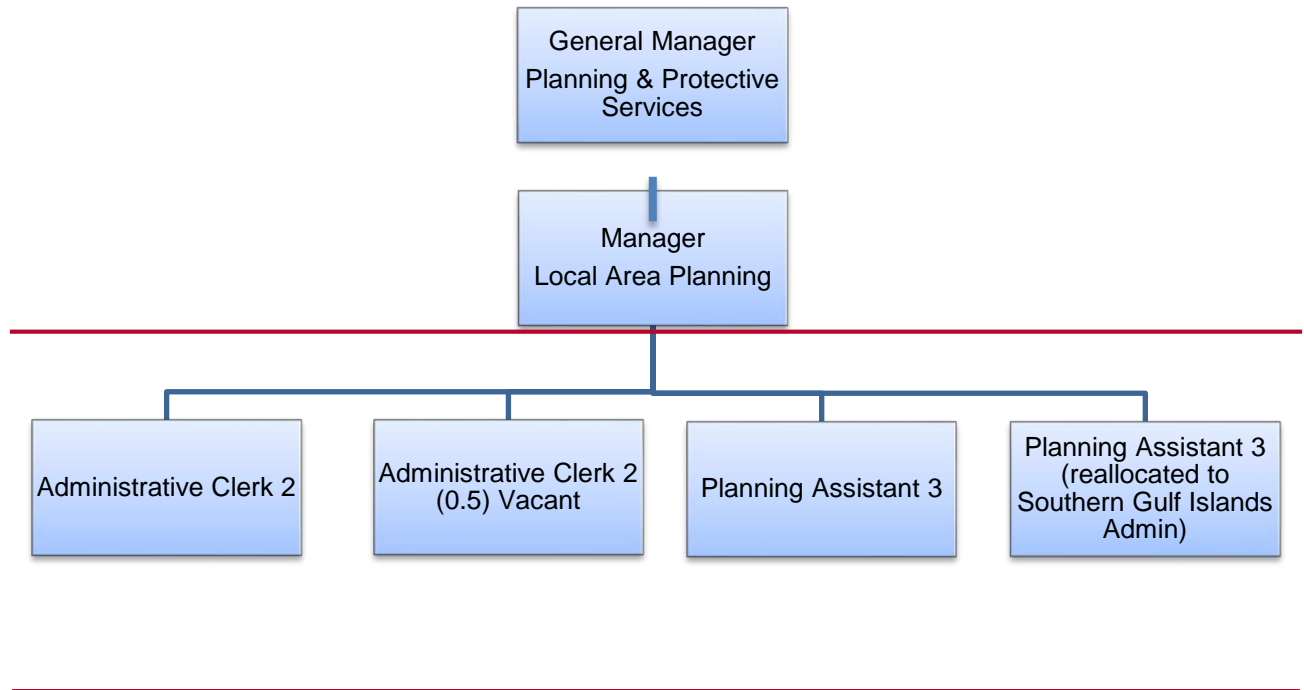 General Manager
Planning & Protective
Services
Manager
Local Area Planning
Administrative Clerk 2
Administrative Clerk 2
(0.5) Vacant
Planning Assistant 3
Planning Assistant 3
(reallocated to
Southern Gulf Islands
Admin)